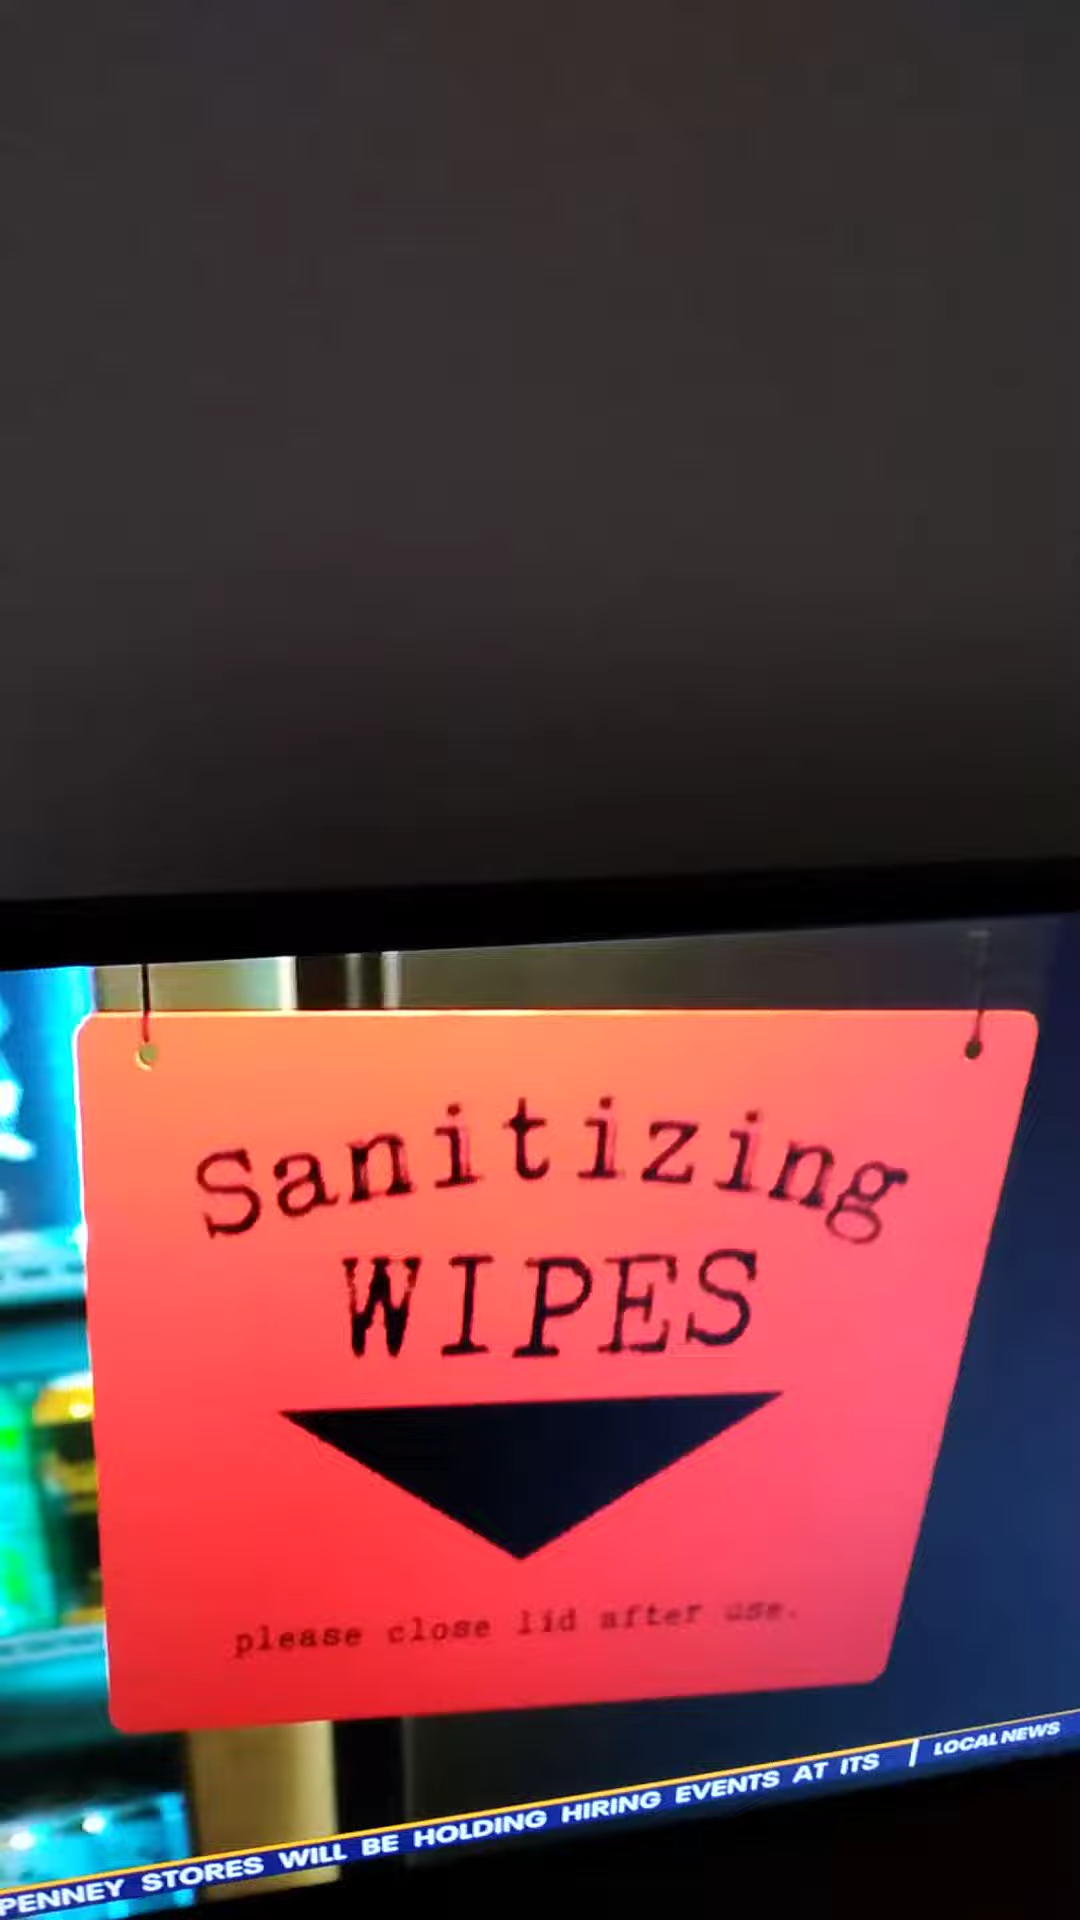 Sanitizing
WIPES
please close lid after use.
PENNEY STORES WILL BE HOLDING HIRING EVENTS AT ITS | LOCAL NEWS